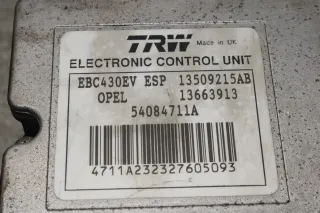 TRW Made in UK
ELECTRONIC CONTROL UNIT
EBC430EV ESP 13509215AB
OPEL 13663913
54084711A
4711A232327605093